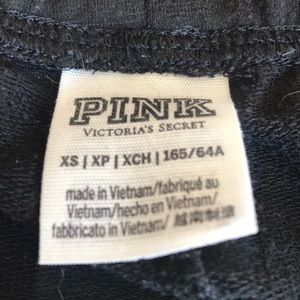 PINK
VICTORIA'S SECRET
XS | XP | XCH | 165/64A
made in Vietnam/fabriqué au
Vietnam/hecho en Vietnam/
fabbricato in Vietnam/ 越南制造